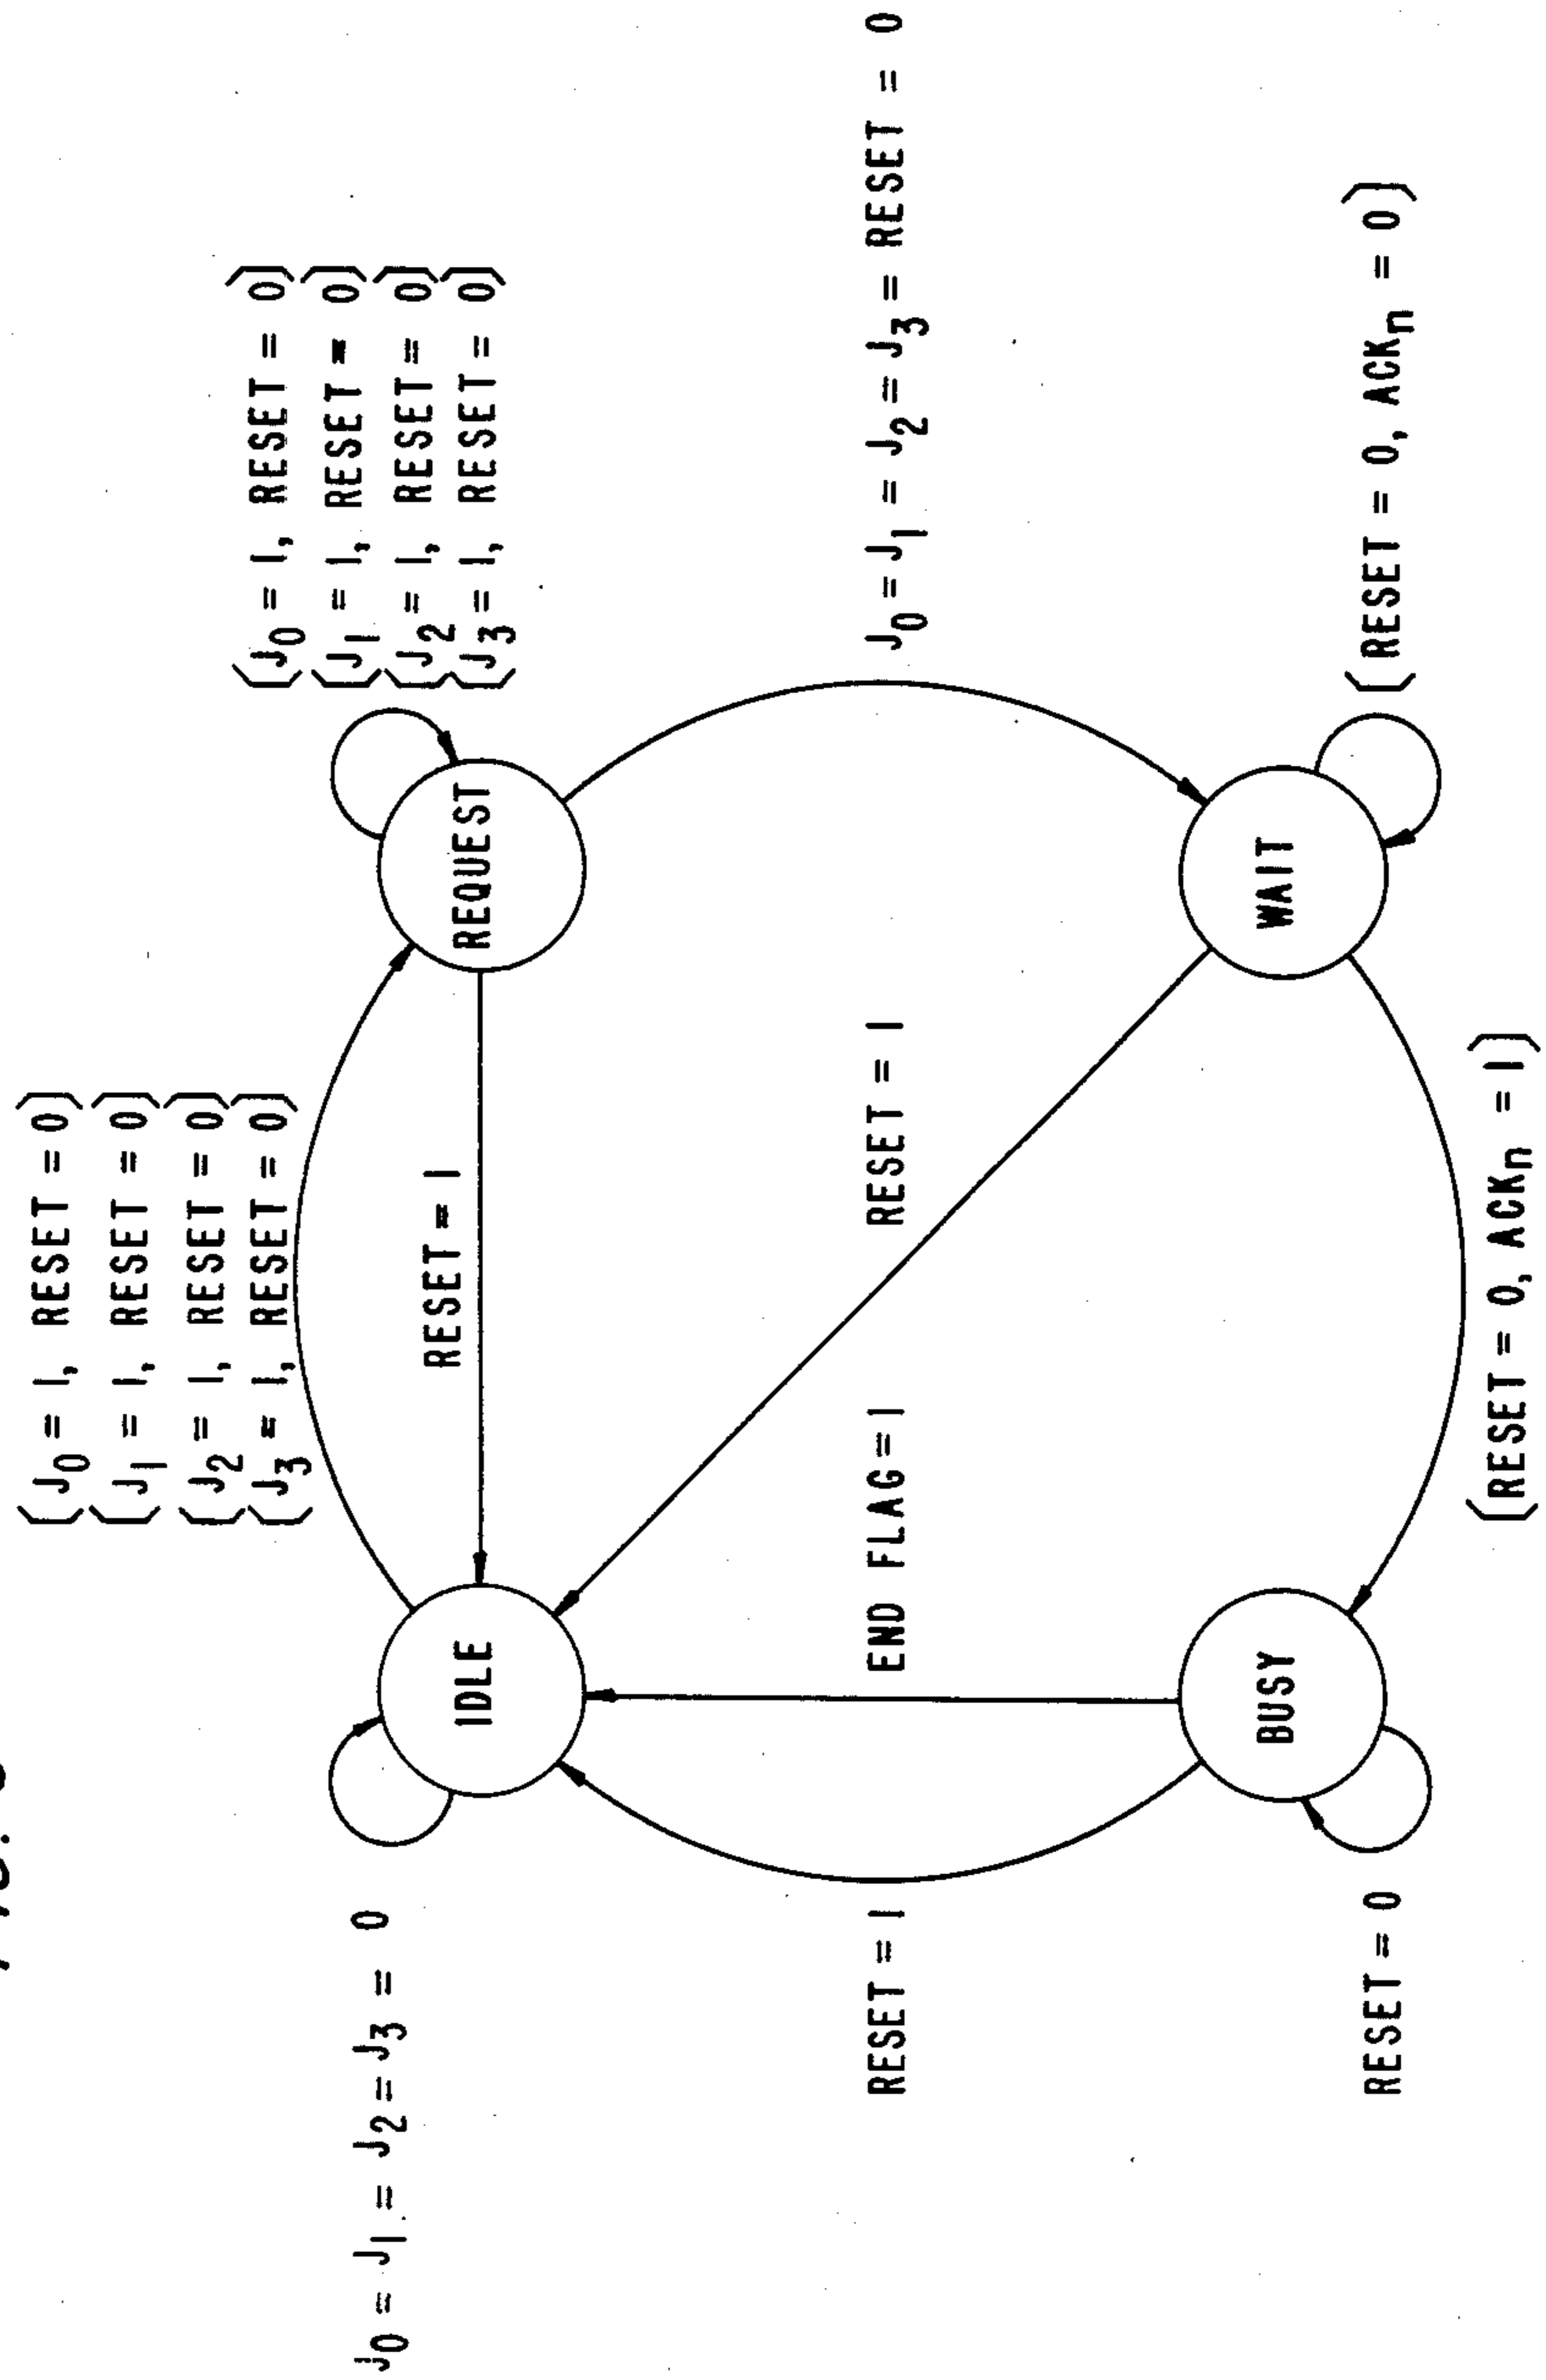 (J0 = 1, RESET = 0)
(J1 = 1, RESET = 0)
(J2 = 1, RESET = 0)
(J3 = 1, RESET = 0)
(J0 = 1, RESET = 0)
(J1 = 1, RESET = 0)
(J2 = 1, RESET = 0)
(J3 = 1, RESET = 0)
J0 = J1 = J2 = J3 = 0
IDLE
RESET = 1
REQUEST
RESET = 1
END FLAG = 1
RESET = 1
J0 = J1 = J2 = J3 = RESET = 0
BUSY
WAIT
RESET = 0
(RESET = 0, ACKn = 0)
(RESET = 0, ACKn = 1)